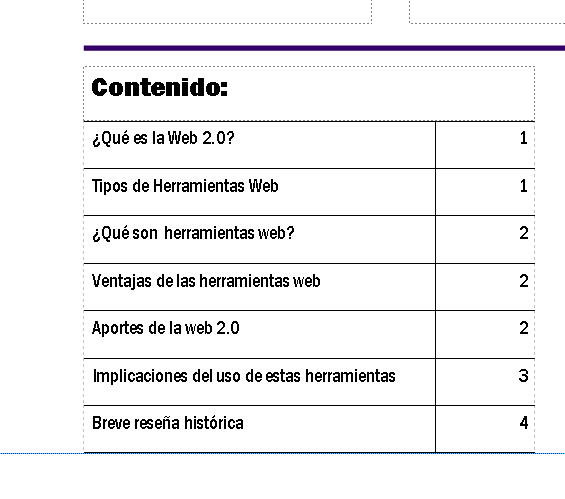 Contenido:
¿Qué es la Web 2.0? 1
Tipos de Herramientas Web 1
¿Qué son herramientas web? 2
Ventajas de las herramientas web 2
Aportes de la web 2.0 2
Implicaciones del uso de estas herramientas 3
Breve reseña histórica 4